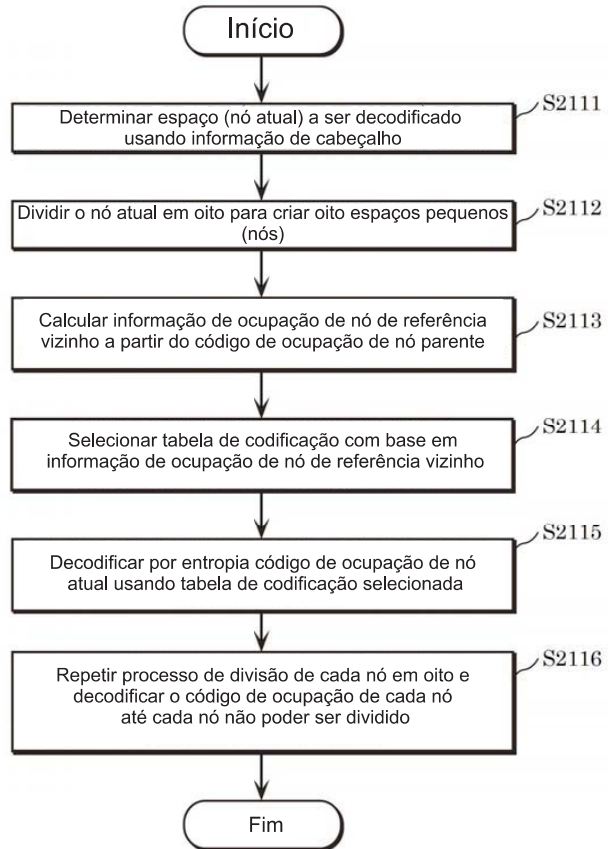 Início
S2111
Determinar espaço (nó atual) a ser decodificado
usando informação de cabeçalho
S2112
Dividir o nó atual em oito para criar oito espaços pequenos
(nós)
S2113
Calcular informação de ocupação de nó de referência
vizinho a partir do código de ocupação de nó parente
S2114
Selecionar tabela de codificação com base em
informação de ocupação de nó de referência vizinho
S2115
Decodificar por entropia código de ocupação de nó
atual usando tabela de codificação selecionada
S2116
Repetir processo de divisão de cada nó em oito e
decodificar o código de ocupação de cada nó
até cada nó não poder ser dividido
Fim